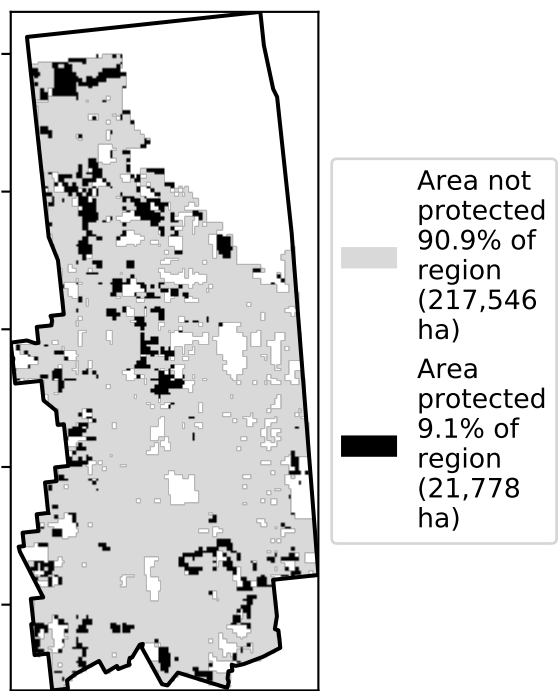 Area not
protected
90.9% of
region
(217,546
ha)
Area
protected
9.1% of
region
(21,778
ha)